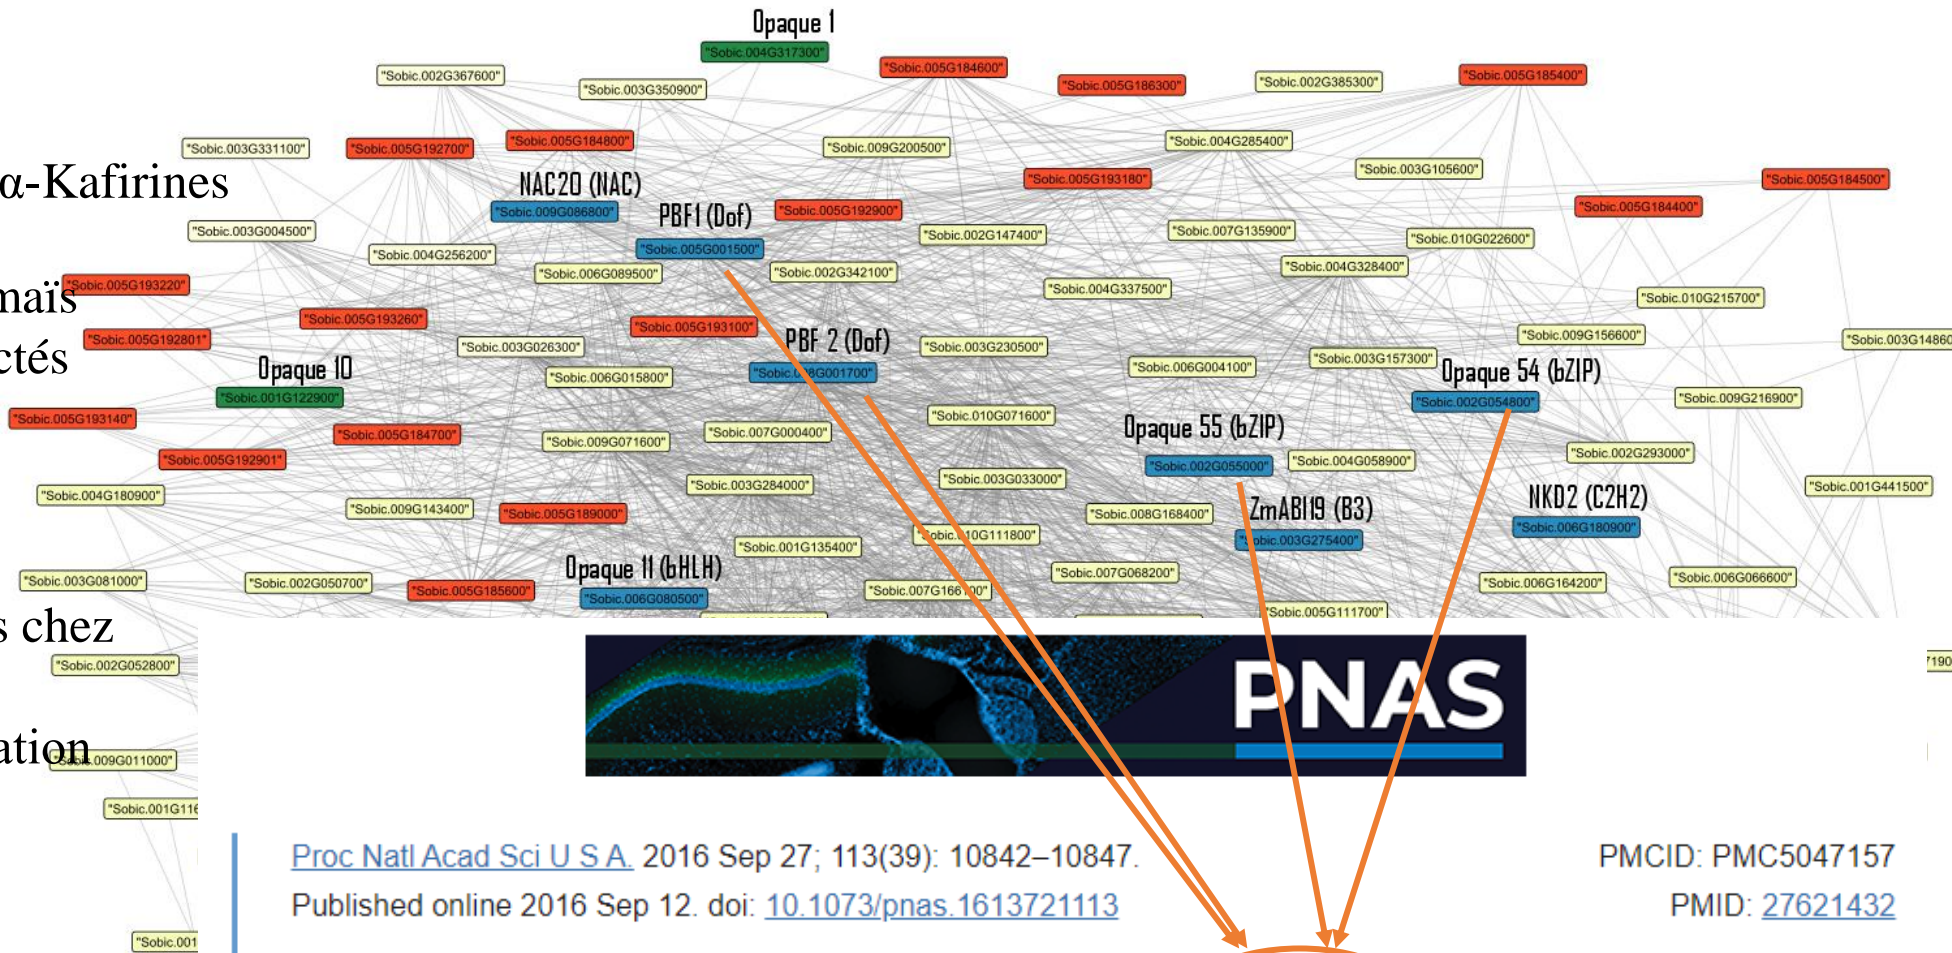 Opaque 1
"Sobic.004G317300"
"Sobic.005G184600"
"Sobic.002G367600"
"Sobic.003G350900"
"Sobic.005G186300"
"Sobic.002G385300"
"Sobic.005G185400"
"Sobic.003G331100"
"Sobic.005G192700"
"Sobic.005G184800"
"Sobic.009G200500"
"Sobic.004G285400"
"Sobic.003G105600"
α-Kafirines
NAC20 (NAC)
"Sobic.009G086800"
PBF1 (Dof)
"Sobic.005G001500"
"Sobic.005G192900"
"Sobic.005G193180"
"Sobic.005G184400"
"Sobic.005G184500"
"Sobic.003G004500"
"Sobic.004G256200"
"Sobic.006G089500"
"Sobic.002G342100"
"Sobic.002G147400"
"Sobic.007G135900"
"Sobic.010G022600"
"Sobic.004G328400"
"Sobic.005G193220"
maïs
"Sobic.004G337500"
"Sobic.010G215700"
"Sobic.005G192801"
"Sobic.005G193260"
"Sobic.003G026300"
"Sobic.005G193100"
PBF 2 (Dof)
"Sobic.003G230500"
"Sobic.009G156600"
"Sobic.003G14860
ctés
Opaque 10
"Sobic.001G122900"
"Sobic.006G015800"
"Sobic.006G004100"
"Sobic.003G157300"
Opaque 54 (bZIP)
"Sobic.002G054800"
"Sobic.009G216900"
"Sobic.005G193140"
"Sobic.005G184700"
"Sobic.009G071600"
"Sobic.007G000400"
"Sobic.010G071600"
Opaque 55 (bZIP)
"Sobic.002G055000"
"Sobic.004G058900"
"Sobic.002G293000"
"Sobic.005G192901"
"Sobic.004G180900"
"Sobic.009G143400"
"Sobic.005G189000"
"Sobic.003G284000"
"Sobic.003G033000"
"Sobic.008G168400"
ZmABI19 (B3)
"Sobic.003G275400"
NKD2 (C2H2)
"Sobic.006G180900"
"Sobic.001G441500"
"Sobic.001G135400"
"Sobic.010G111800"
"Sobic.003G081000"
"Sobic.002G050700"
"Sobic.005G185600"
Opaque 11 (bHLH)
"Sobic.006G080500"
"Sobic.007G068200"
"Sobic.006G164200"
"Sobic.006G066600"
"Sobic.005G111700"
s chez
"Sobic.002G052800"
PNAS
ation
"Sobic.009G011000"
"Sobic.001G116
Proc Natl Acad Sci U S A. 2016 Sep 27; 113(39): 10842–10847.
PMCID: PMC5047157
Published online 2016 Sep 12. doi: 10.1073/pnas.1613721113
PMID: 27621432
"Sobic.001